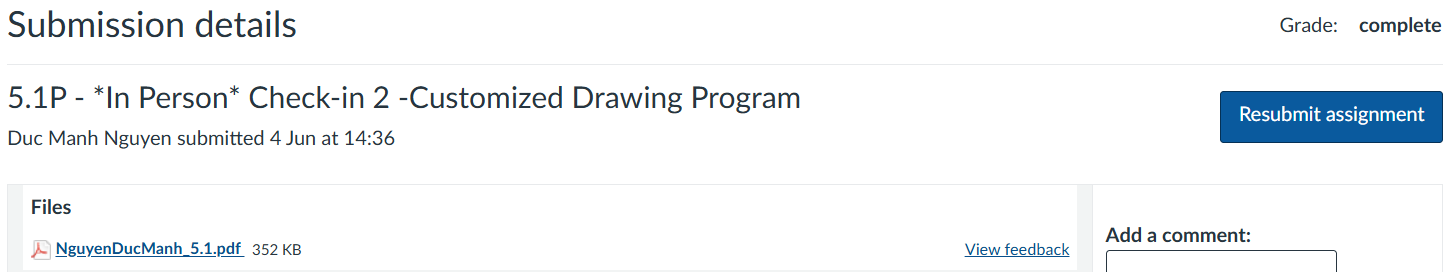 Submission details
Grade: complete
5.1P - *In Person* Check-in 2 -Customized Drawing Program
Resubmit assignment
Duc Manh Nguyen submitted 4 Jun at 14:36
Files
NguyenDucManh_5.1.pdf 352 KB
View feedback
Add a comment: